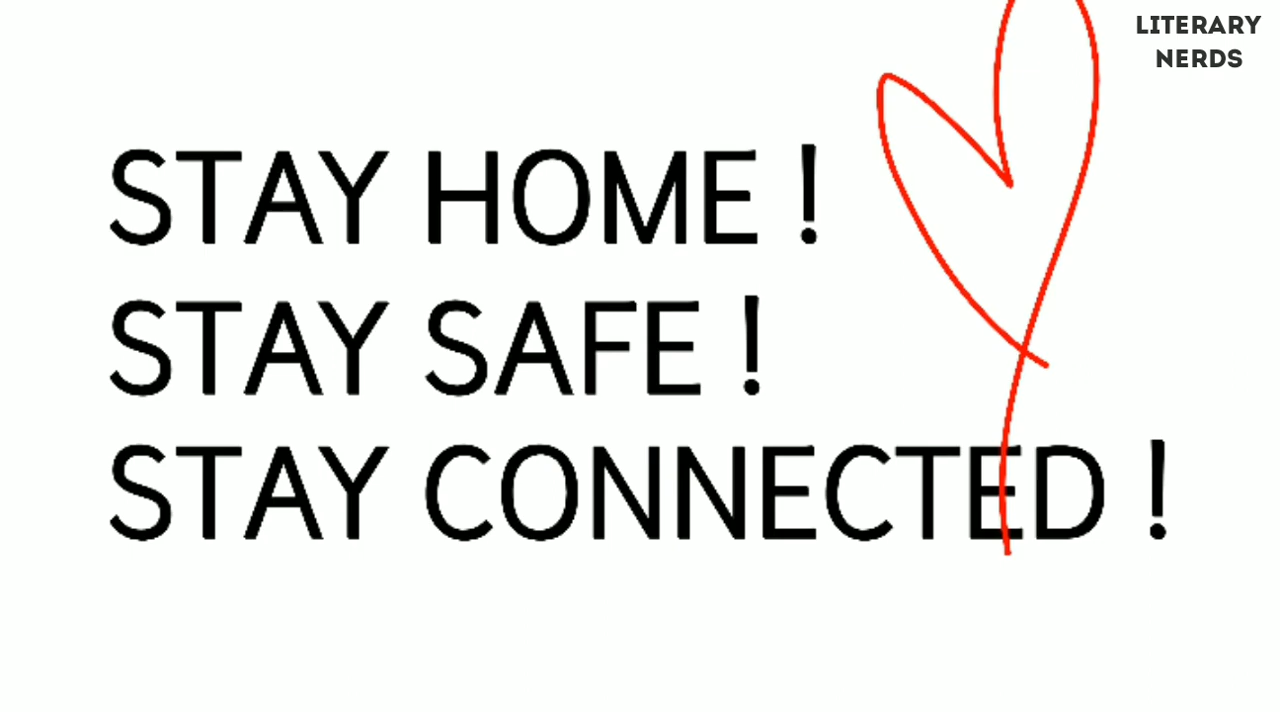 LITERARY
NERDS
STAY HOME !
STAY SAFE !
STAY CONNECTED !